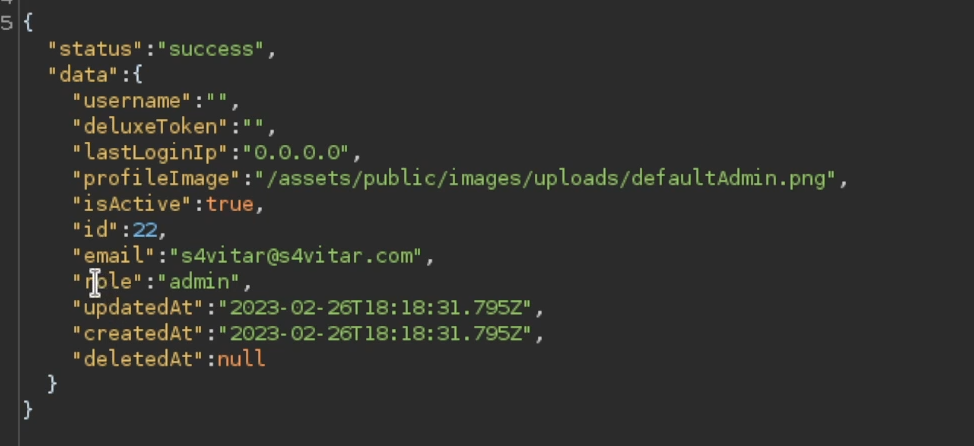 5 {
"status":"success",
"data":{
"username":"",
"deluxeToken":"",
"lastLoginIp":"0.0.0.0",
"profileImage":"/assets/public/images/uploads/defaultAdmin.png",
"isActive":true,
"id":22,
"email":"s4vitar@s4vitar.com",
"role":"admin",
"updatedAt":"2023-02-26T18:18:31.795Z",
"createdAt":"2023-02-26T18:18:31.795Z",
"deletedAt":null
}
}